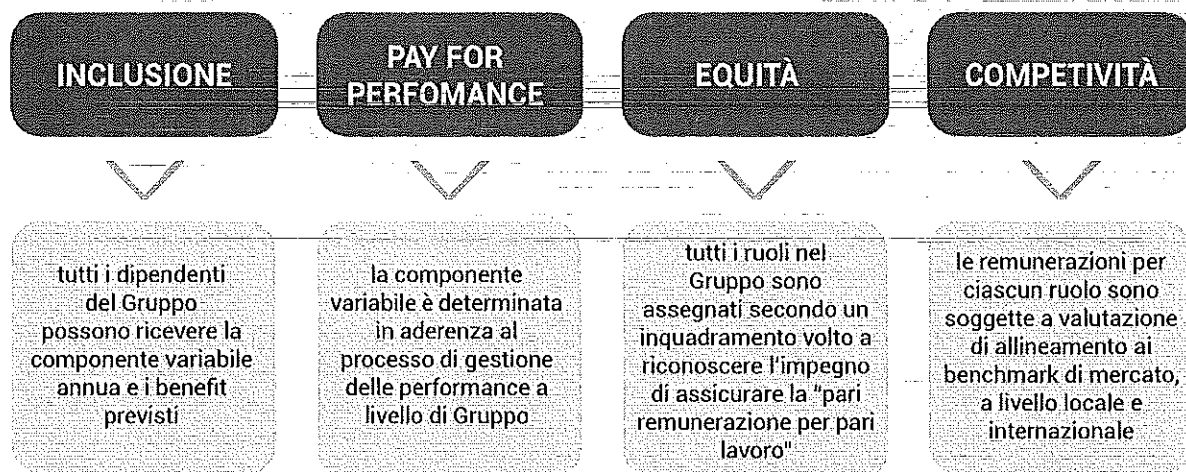 INCLUSIONE
PAY FOR
PERFOMANCE
EQUITÀ
COMPETIVITÀ
tutti i dipendenti
del Gruppo
possono ricevere la
componente variabile
annua e i benefit
previsti
la componente
variabile è determinata
in aderenza al
processo di gestione
delle performance a
livello di Gruppo
tutti i ruoli nel
Gruppo sono
assegnati secondo un
inquadramento volto a
riconoscere l'impegno
di assicurare la "pari
remunerazione per pari
lavoro"
le remunerazioni per
ciascun ruolo sono
soggette a valutazione
di allineamento ai
benchmark di mercato,
a livello locale e
internazionale